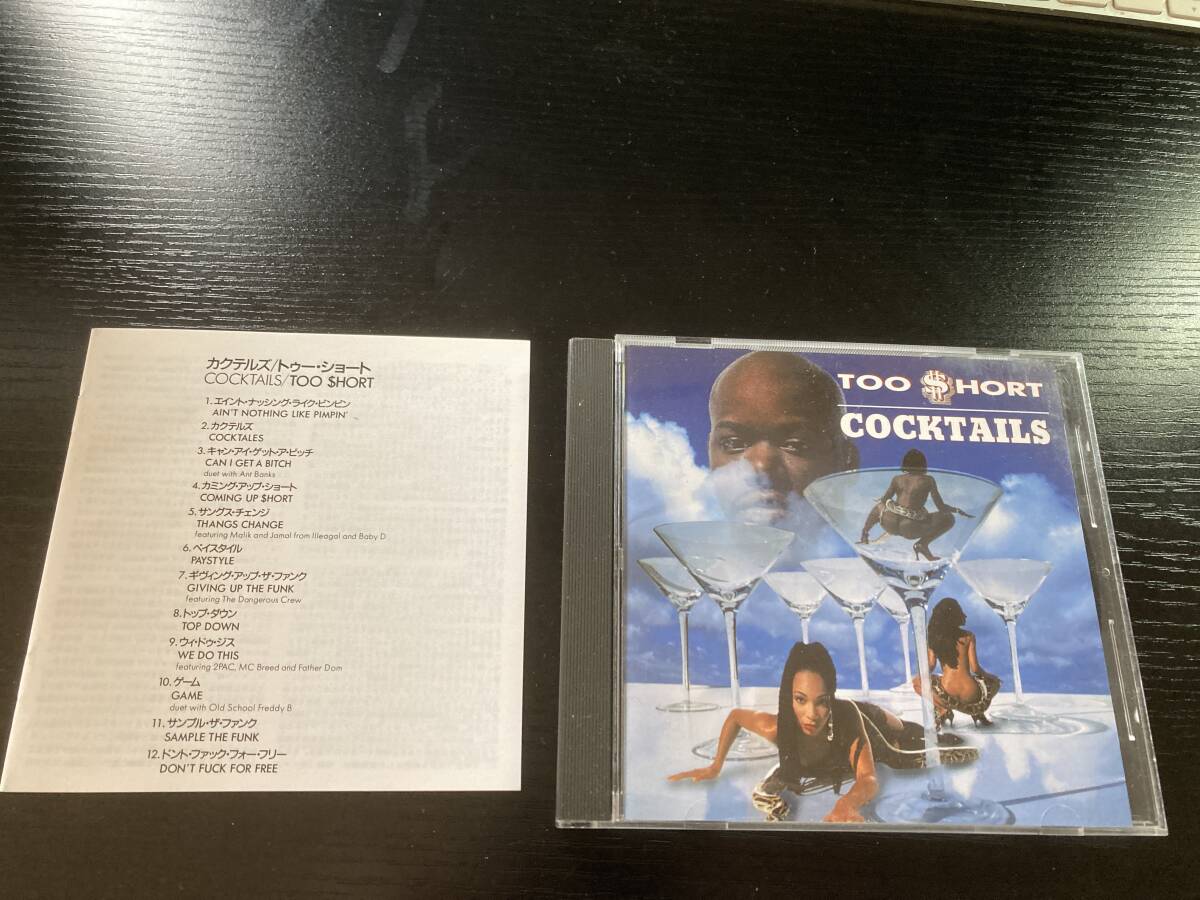 カクテルズ/トゥー・ショート
COCKTAILS/TOO $HORT
1. エイント・ナッシング・ライク・ピンピン
AIN'T NOTHING LIKE PIMPIN'
2. カクテルズ
COCKTALES
3. キャン・アイ・ゲット・ア・ビッチ
CAN I GET A BITCH
duet with Ant Banks
4. カミング・アップ・ショート
COMING UP $HORT
5. サングス・チェンジ
THANGS CHANGE
featuring Malik and Jamal from Illeagal and Baby D
6. ペイスタイル
PAYSTYLE
7. ギヴィング・アップ・ザ・ファンク
GIVING UP THE FUNK
featuring The Dangerous Crew
8. トップ・ダウン
TOP DOWN
9. ウィ・ドゥ・ジス
WE DO THIS
featuring 2PAC, MC Breed and Father Dom
10. ゲーム
GAME
duet with Old School Freddy B
11. サンプル・ザ・ファンク
SAMPLE THE FUNK
12. ドント・ファック・フォー・フリー
DON'T FUCK FOR FREE
TOO $HORT
COCKTAILS